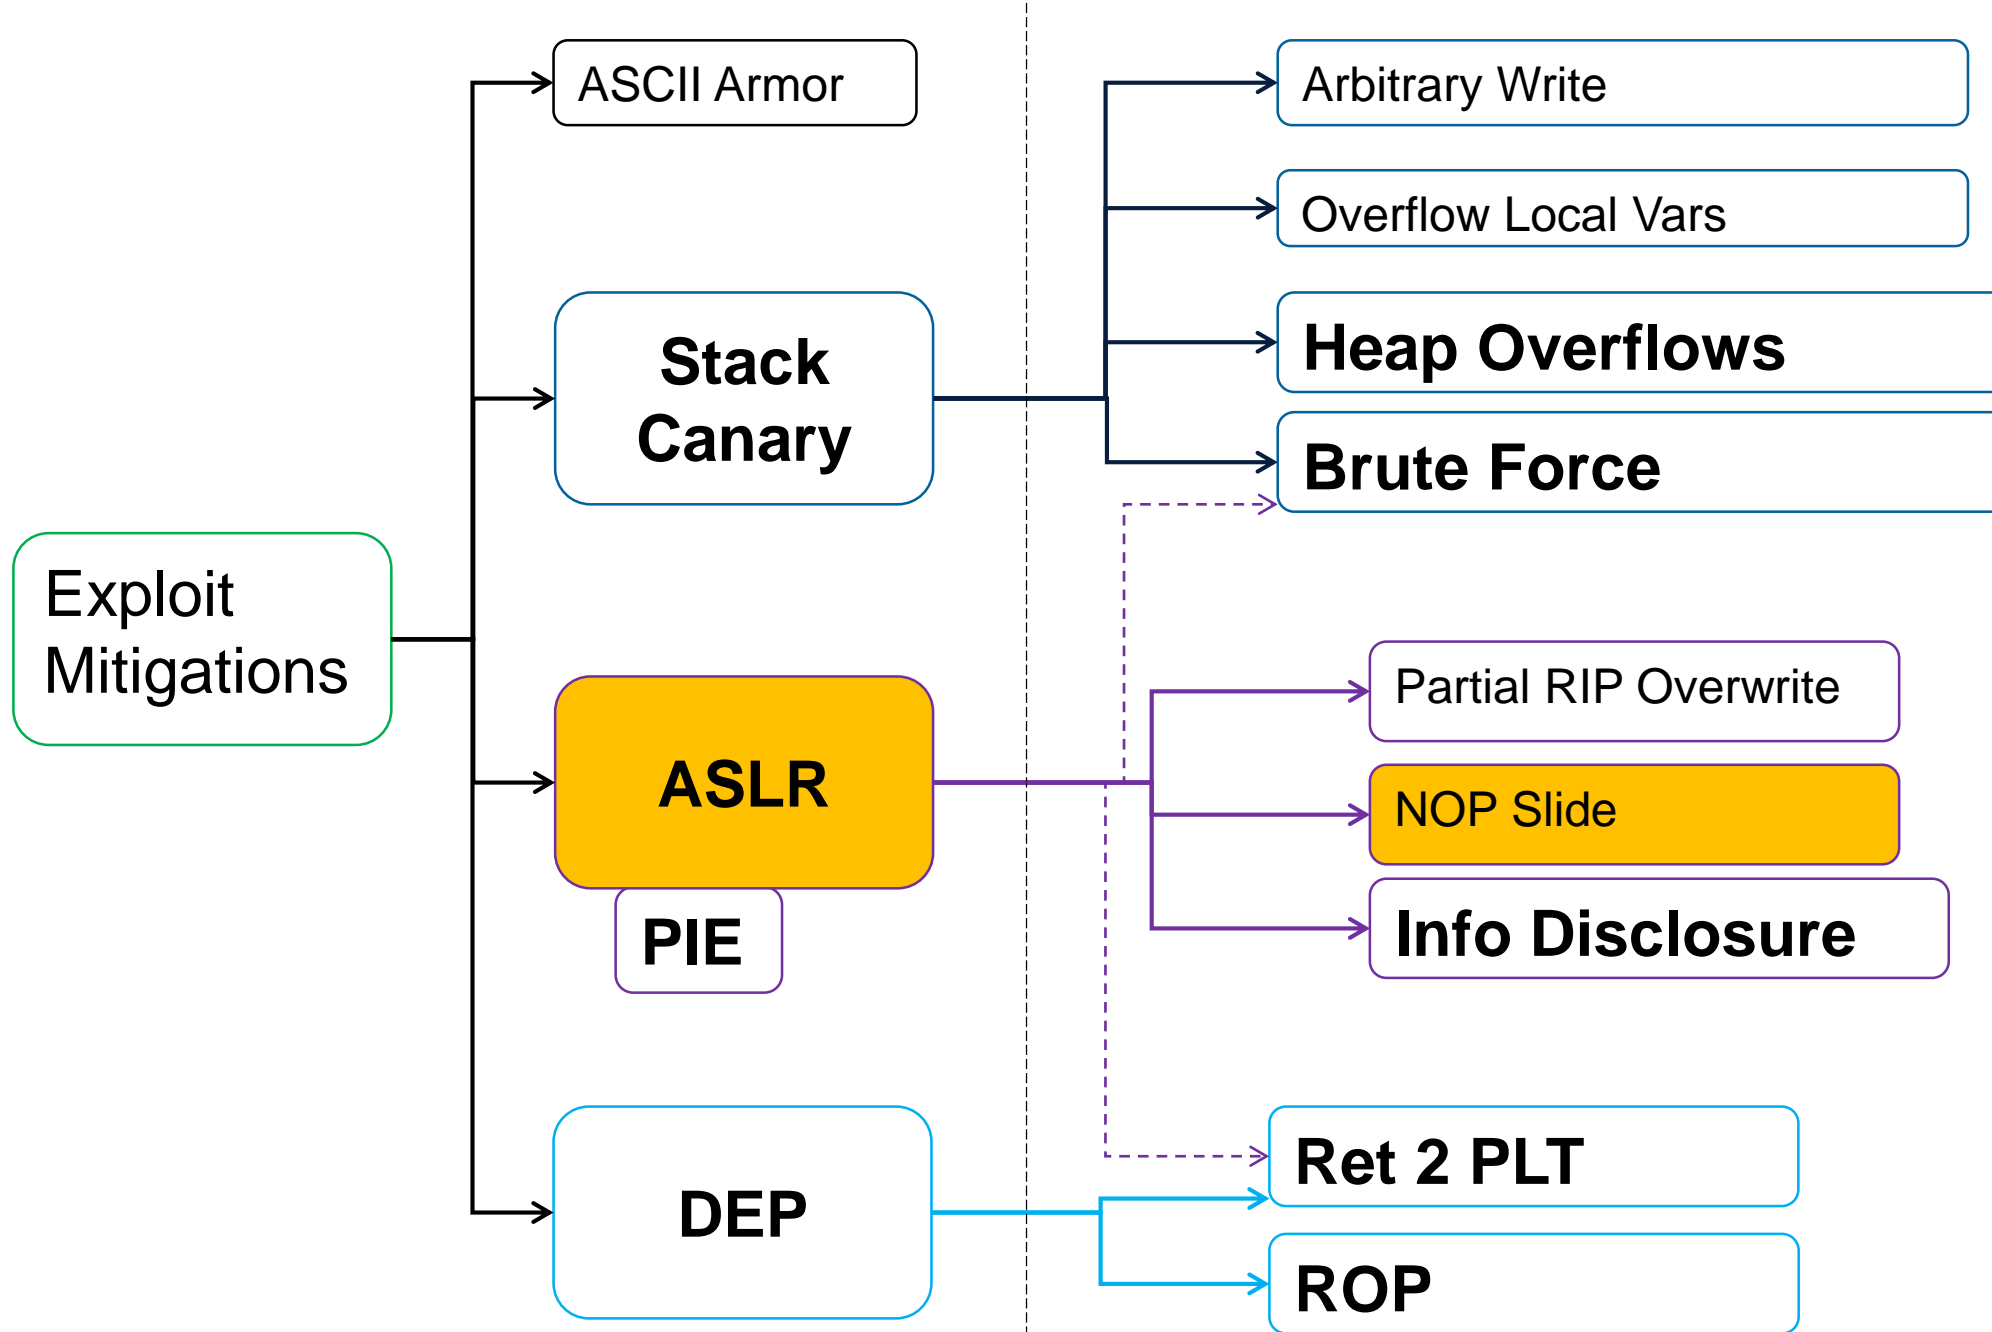 ASCII Armor
Arbitrary Write
Overflow Local Vars
Stack
Canary
Heap Overflows
Brute Force
Exploit
Mitigations
Partial RIP Overwrite
ASLR
NOP Slide
PIE
Info Disclosure
DEP
Ret 2 PLT
ROP